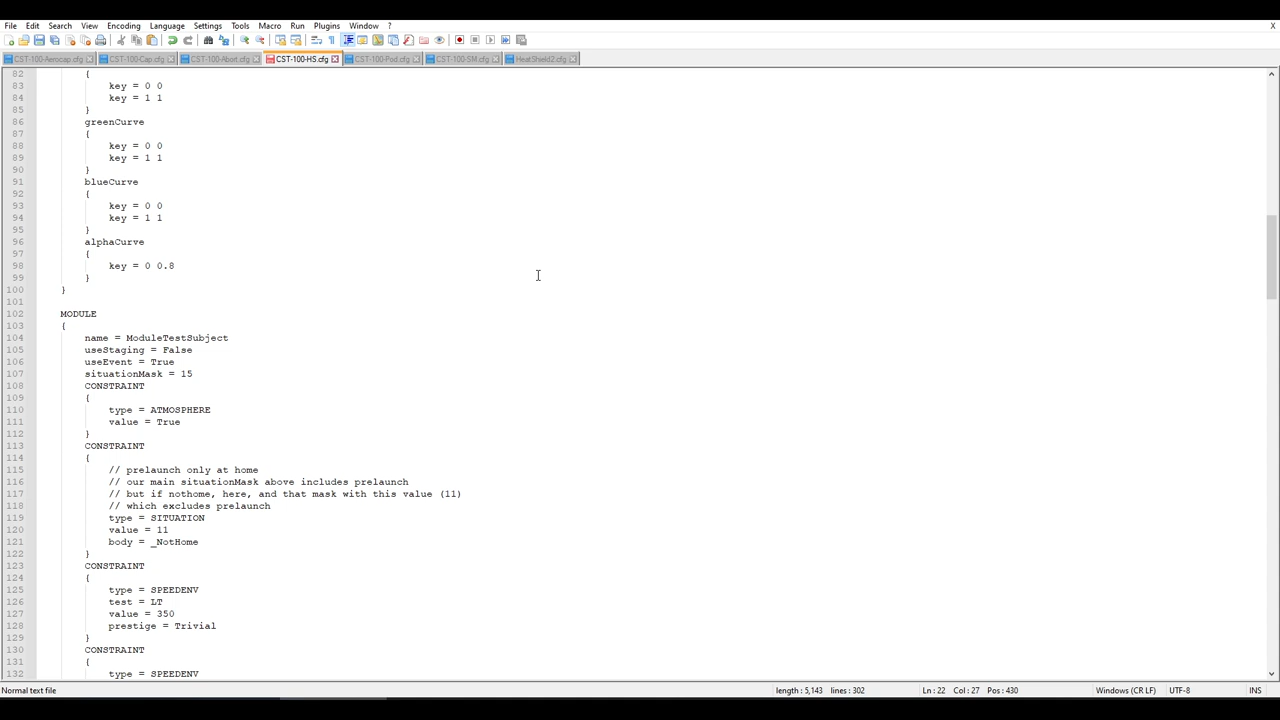 File Edit Search View Encoding Language Settings Tools Macro Run Plugins Window ? X
CST-100-Aerocap.cfg CST-100-Cap.cfg CST-100-Abort.cfg CST-100-HS.cfg CST-100-Pod.cfg CST-100-SM.cfg HeatShield2.cfg
82 {
83 key = 0 0
84 key = 1 1
85 }
86 greenCurve
87 {
88 key = 0 0
89 key = 1 1
90 }
91 blueCurve
92 {
93 key = 0 0
94 key = 1 1
95 }
96 alphaCurve
97 {
98 key = 0 0.8
99 }
100 }
101
102 MODULE
103 {
104 name = ModuleTestSubject
105 useStaging = False
106 useEvent = True
107 situationMask = 15
108 CONSTRAINT
109 {
110 type = ATMOSPHERE
111 value = True
112 }
113 CONSTRAINT
114 {
115 // prelaunch only at home
116 // our main situationMask above includes prelaunch
117 // but if nothome, here, and that mask with this value (11)
118 // which excludes prelaunch
119 type = SITUATION
120 value = 11
121 body = _NotHome
122 }
123 CONSTRAINT
124 {
125 type = SPEEDENV
126 test = LT
127 value = 350
128 prestige = Trivial
129 }
130 CONSTRAINT
131 {
132 type = SPEEDENV
Normal text file length : 5,143 lines : 302 Ln : 22 Col : 27 Pos : 430 Windows (CR LF) UTF-8 INS